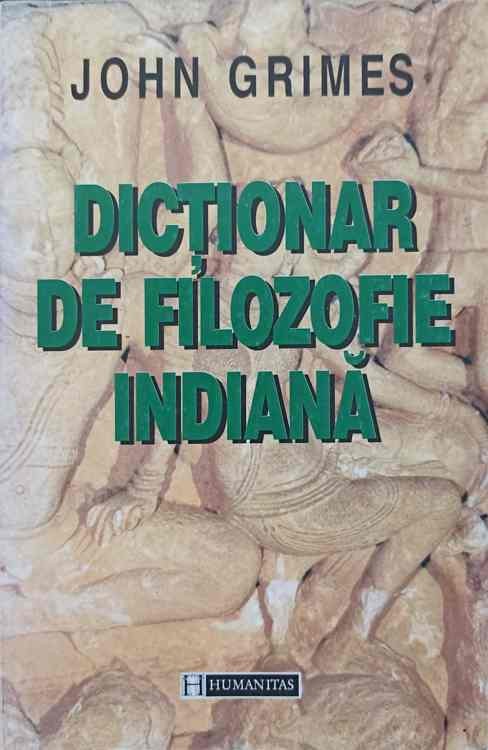 JOHN GRIMES
DICȚIONAR
DE FILOZOFIE
INDIANĂ
HUMANITAS